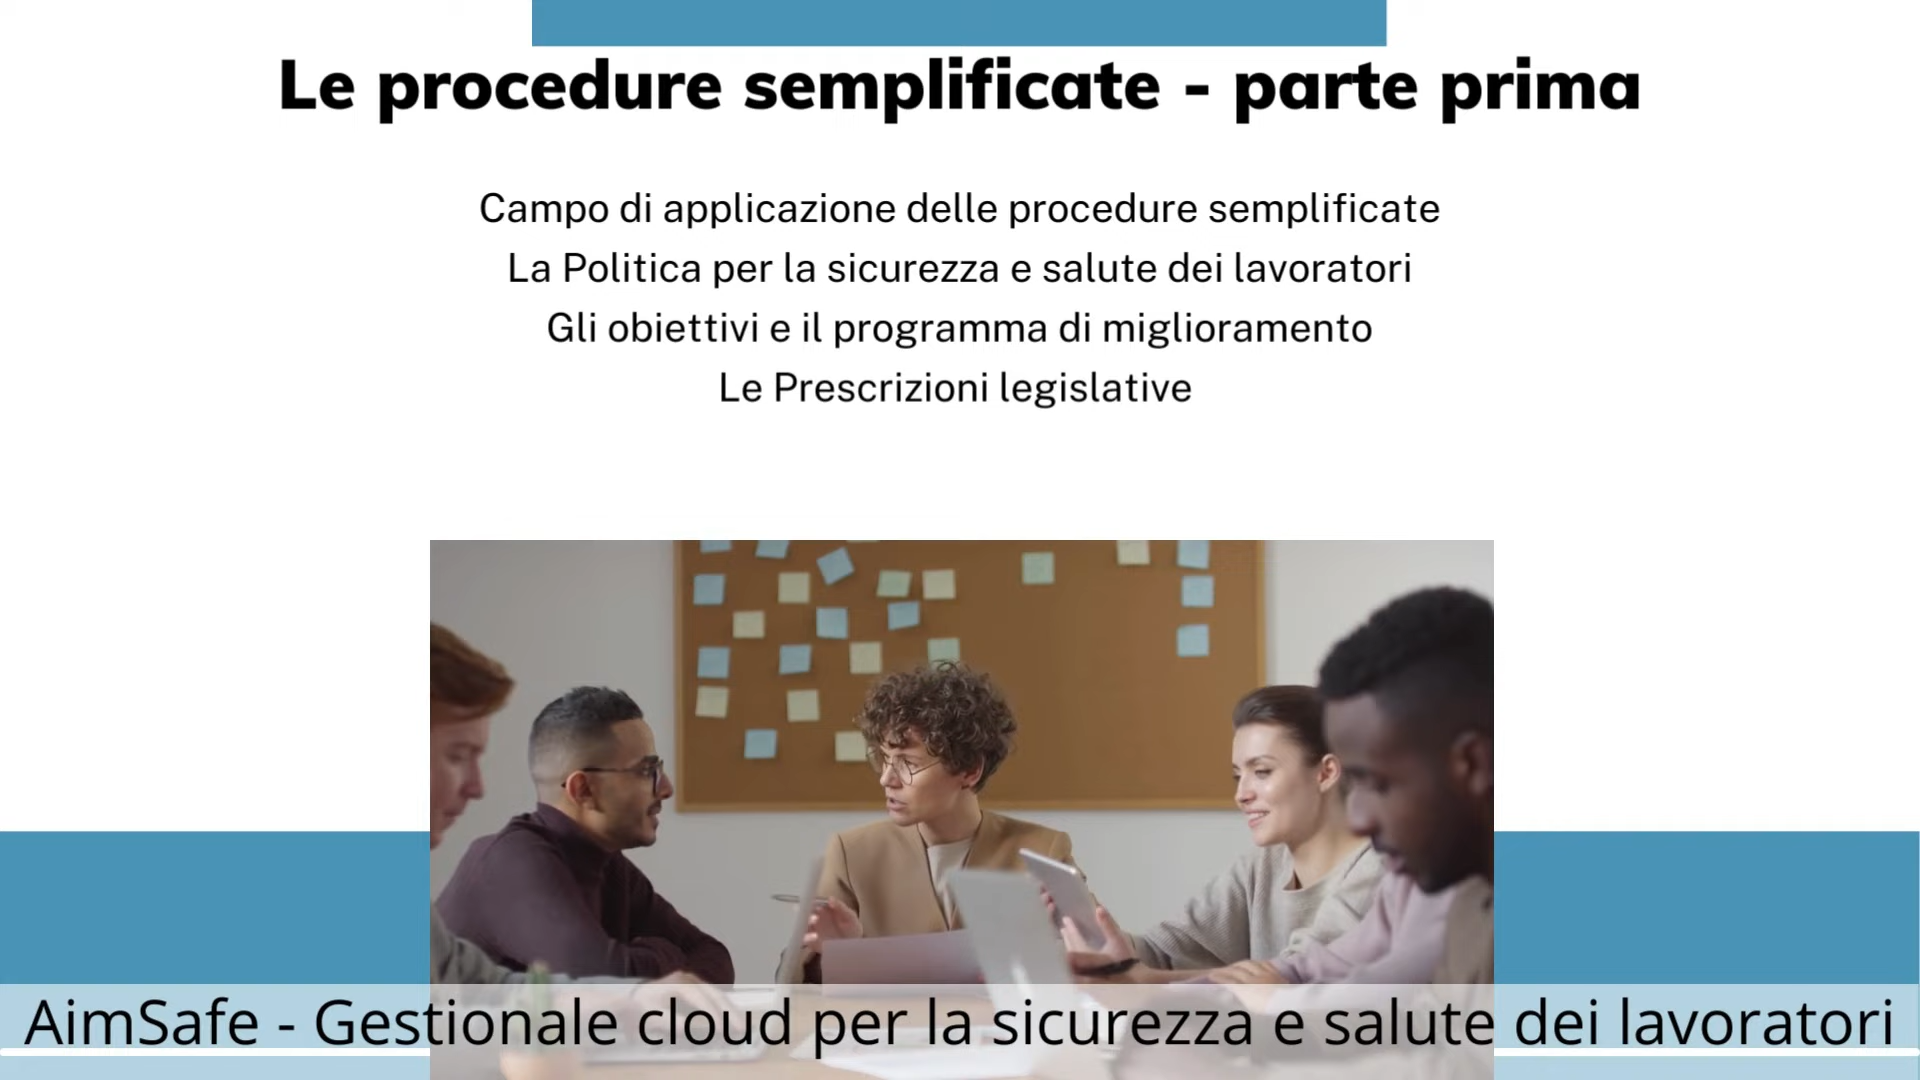 Le procedure semplificate - parte prima
Campo di applicazione delle procedure semplificate
La Politica per la sicurezza e salute dei lavoratori
Gli obiettivi e il programma di miglioramento
Le Prescrizioni legislative
AimSafe - Gestionale cloud per la sicurezza e salute dei lavoratori